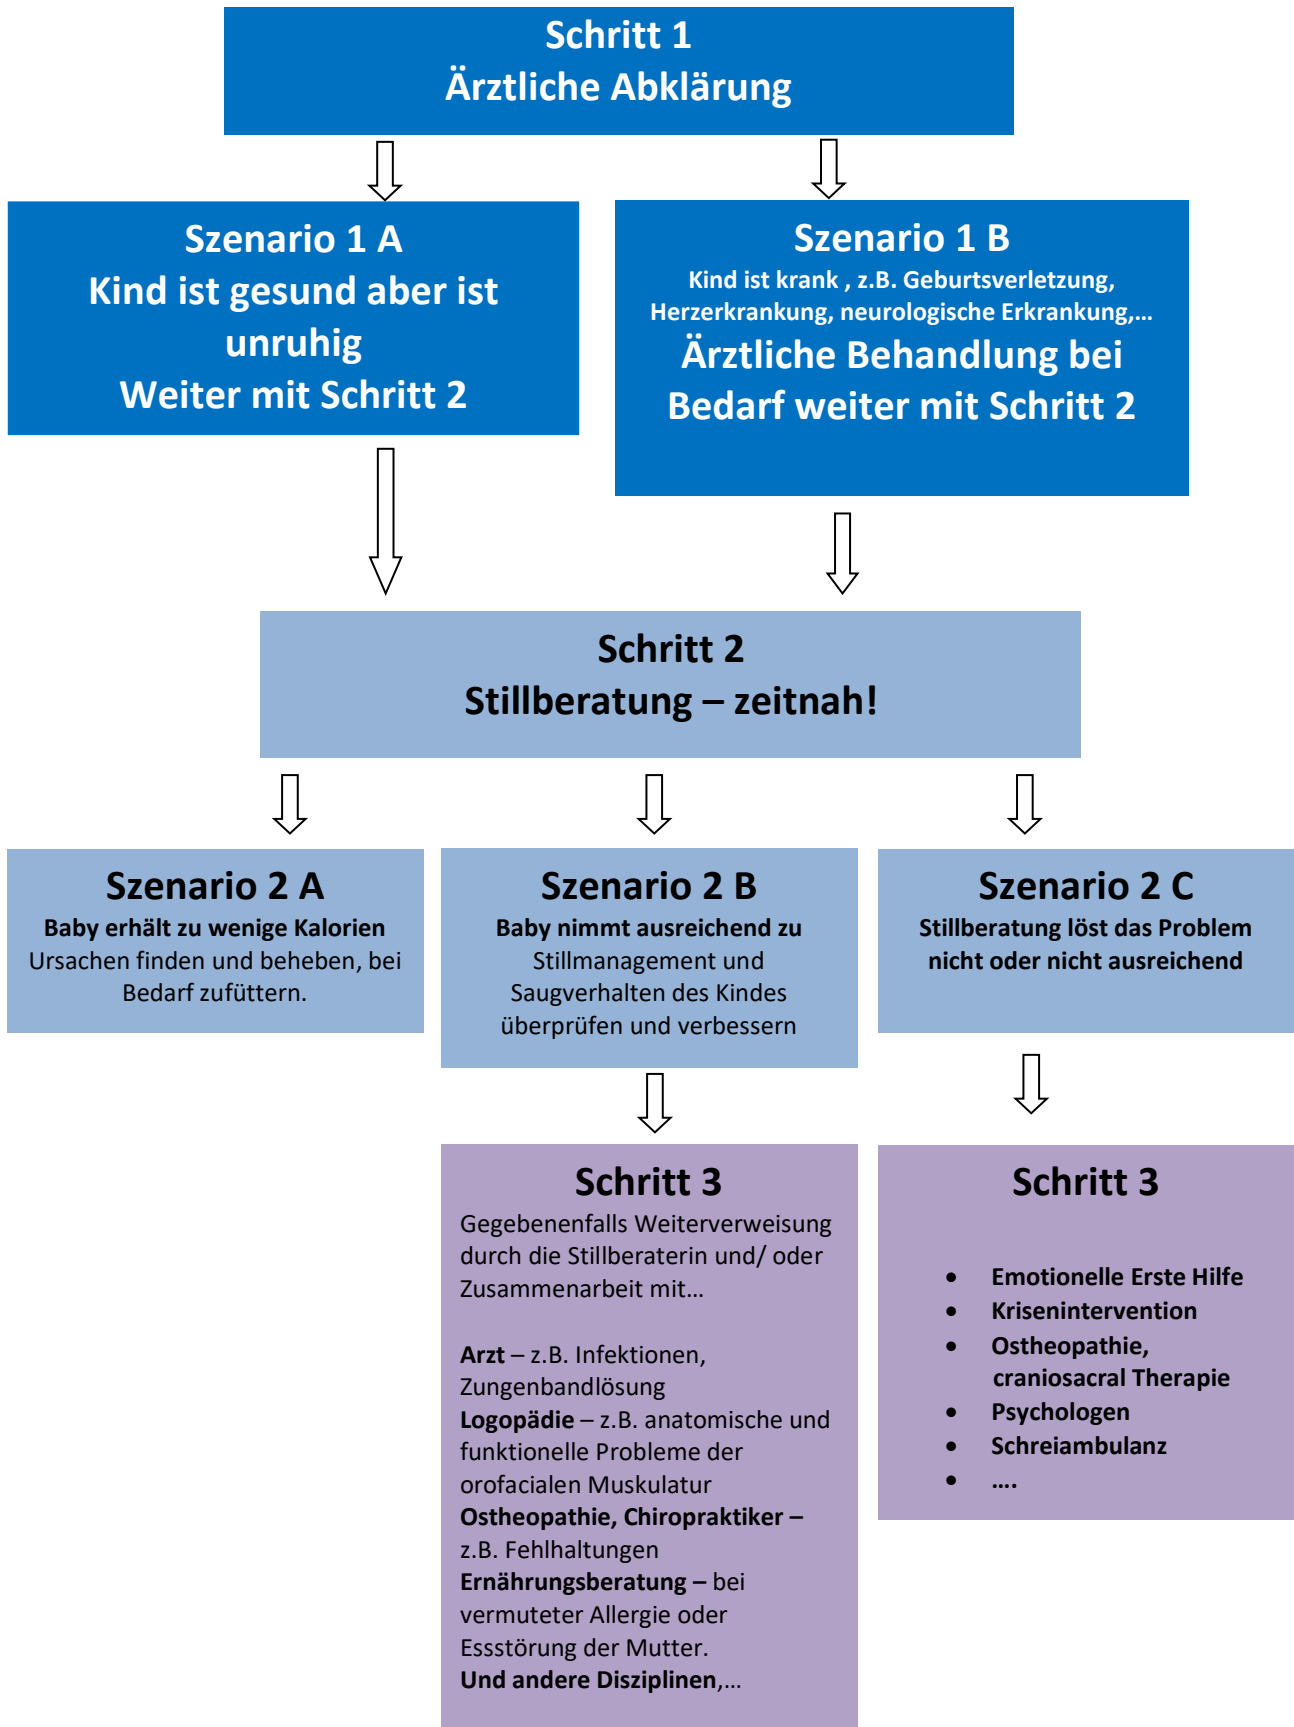 Schritt 1
Ärztliche Abklärung
Szenario 1 A
Kind ist gesund aber ist
unruhig
Weiter mit Schritt 2
Szenario 1 B
Kind ist krank , z.B. Geburtsverletzung,
Herzerkrankung, neurologische Erkrankung,…
Ärztliche Behandlung bei
Bedarf weiter mit Schritt 2
Schritt 2
Stillberatung – zeitnah!
Szenario 2 A
Baby erhält zu wenige Kalorien
Ursachen finden und beheben, bei
Bedarf zufüttern.
Szenario 2 B
Baby nimmt ausreichend zu
Stillmanagement und
Saugverhalten des Kindes
überprüfen und verbessern
Szenario 2 C
Stillberatung löst das Problem
nicht oder nicht ausreichend
Schritt 3
Gegebenenfalls Weiterverweisung
durch die Stillberaterin und/ oder
Zusammenarbeit mit…
Arzt – z.B. Infektionen,
Zungenbandlösung
Logopädie – z.B. anatomische und
funktionelle Probleme der
orofacialen Muskulatur
Ostheopathie, Chiropraktiker –
z.B. Fehlhaltungen
Ernährungsberatung – bei
vermuteter Allergie oder
Essstörung der Mutter.
Und andere Disziplinen,…
Schritt 3
• Emotionelle Erste Hilfe
• Krisenintervention
• Ostheopathie,
craniosacral Therapie
• Psychologen
• Schreiambulanz
• ….